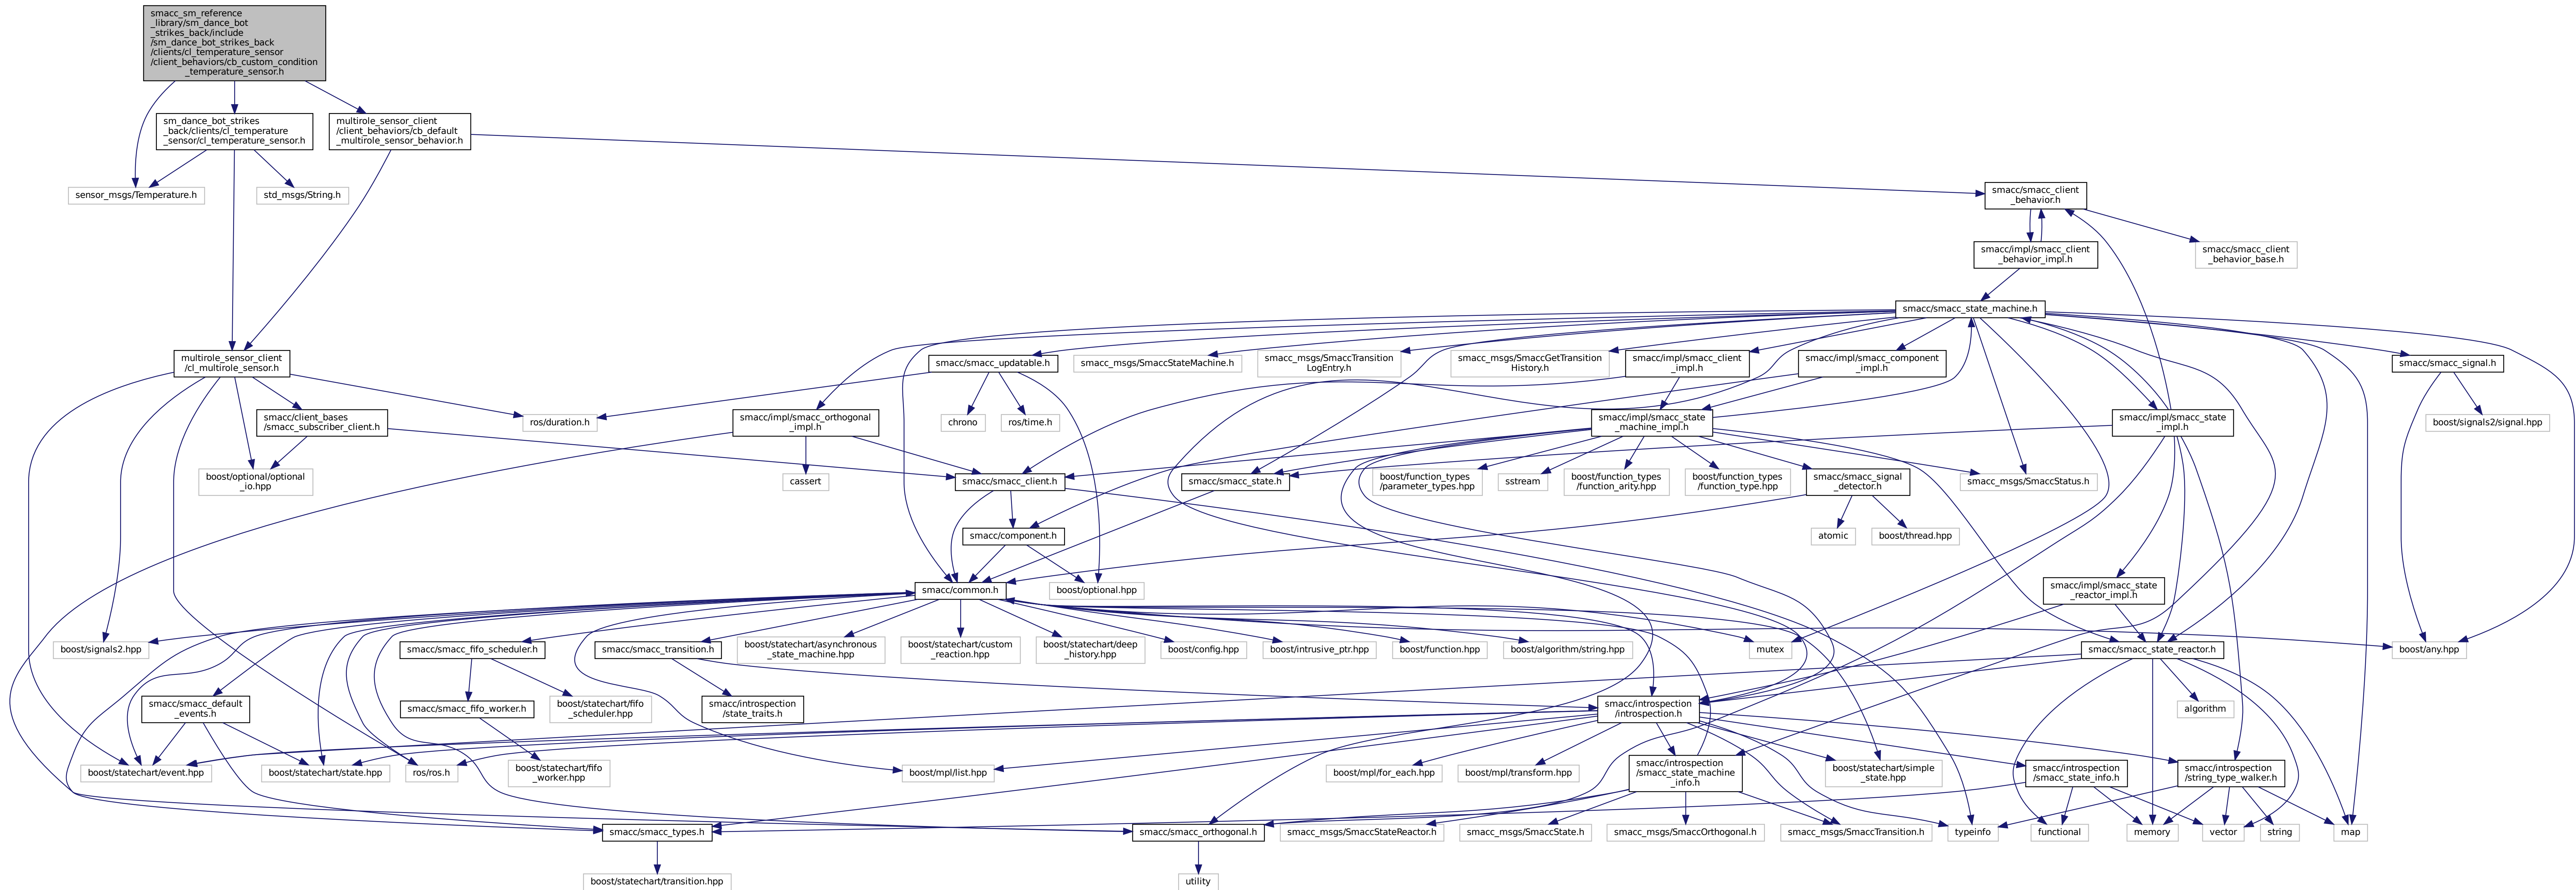 smacc_sm_reference
_library/sm_dance_bot
_strikes_back/include
/sm_dance_bot_strikes_back
/clients/cl_temperature_sensor
/client_behaviors/cb_custom_condition
_temperature_sensor.h
sm_dance_bot_strikes
_back/clients/cl_temperature
_sensor/cl_temperature_sensor.h
multirole_sensor_client
/client_behaviors/cb_default
_multirole_sensor_behavior.h
sensor_msgs/Temperature.h
std_msgs/String.h
smacc/smacc_client
_behavior.h
smacc/impl/smacc_client
_behavior_impl.h
smacc/smacc_client
_behavior_base.h
smacc/smacc_state_machine.h
multirole_sensor_client
/cl_multirole_sensor.h
smacc/smacc_updatable.h
smacc_msgs/SmaccStateMachine.h
smacc_msgs/SmaccTransition
LogEntry.h
smacc_msgs/SmaccGetTransition
History.h
smacc/impl/smacc_client
_impl.h
smacc/impl/smacc_component
_impl.h
smacc/smacc_signal.h
smacc/client_bases
/smacc_subscriber_client.h
ros/duration.h
smacc/impl/smacc_orthogonal
_impl.h
chrono
ros/time.h
smacc/impl/smacc_state
_machine_impl.h
smacc/impl/smacc_state
_impl.h
boost/signals2/signal.hpp
boost/optional/optional
_io.hpp
cassert
smacc/smacc_client.h
smacc/smacc_state.h
boost/function_types
/parameter_types.hpp
sstream
boost/function_types
/function_arity.hpp
boost/function_types
/function_type.hpp
smacc/smacc_signal
_detector.h
smacc_msgs/SmaccStatus.h
smacc/component.h
atomic
boost/thread.hpp
smacc/common.h
boost/optional.hpp
smacc/impl/smacc_state
_reactor_impl.h
boost/signals2.hpp
smacc/smacc_fifo_scheduler.h
smacc/smacc_transition.h
boost/statechart/asynchronous
_state_machine.hpp
boost/statechart/custom
_reaction.hpp
boost/statechart/deep
_history.hpp
boost/config.hpp
boost/intrusive_ptr.hpp
boost/function.hpp
boost/algorithm/string.hpp
mutex
smacc/smacc_state_reactor.h
boost/any.hpp
smacc/smacc_default
_events.h
smacc/smacc_fifo_worker.h
boost/statechart/fifo
_scheduler.hpp
smacc/introspection
/state_traits.h
smacc/introspection
/introspection.h
algorithm
boost/statechart/event.hpp
boost/statechart/state.hpp
ros/ros.h
boost/statechart/fifo
_worker.hpp
boost/mpl/list.hpp
boost/mpl/for_each.hpp
boost/mpl/transform.hpp
smacc/introspection
/smacc_state_machine
_info.h
boost/statechart/simple
_state.hpp
smacc/introspection
/smacc_state_info.h
smacc/introspection
/string_type_walker.h
smacc/smacc_types.h
smacc/smacc_orthogonal.h
smacc_msgs/SmaccStateReactor.h
smacc_msgs/SmaccState.h
smacc_msgs/SmaccOrthogonal.h
smacc_msgs/SmaccTransition.h
typeinfo
functional
memory
vector
string
map
boost/statechart/transition.hpp
utility